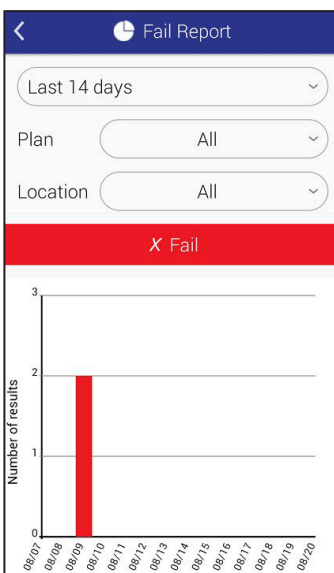 Fail Report
Last 14 days
Plan All
Location All
X Fail
Number of results
3
2
1
0
08/07 08/08 08/09 08/10 08/11 08/12 08/13 08/14 08/15 08/16 08/17 08/18 08/19 08/20